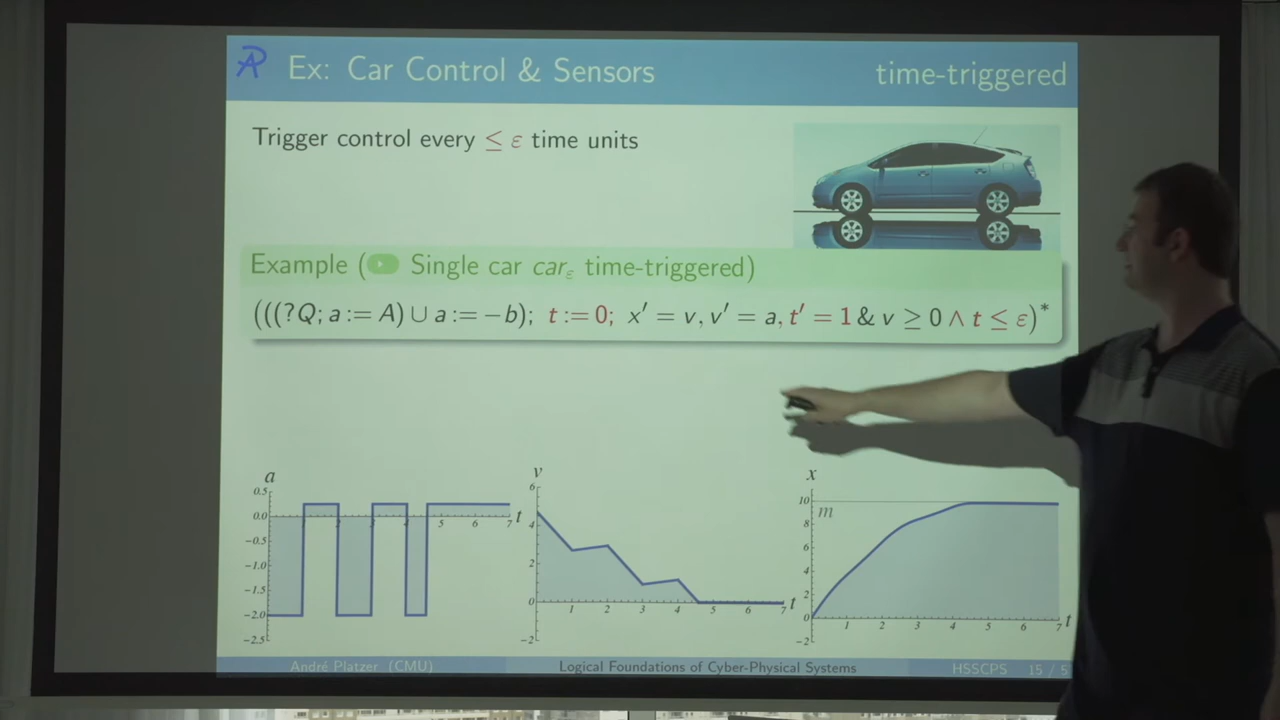 Ex: Car Control & Sensors time-triggered
Trigger control every ≤ ε time units
Example ( Single car car_ε time-triggered)
(((?Q; a := A) ∪ a := −b); t := 0; x′ = v, v′ = a, t′ = 1 & v ≥ 0 ∧ t ≤ ε)*
a
0.5
0.0
−0.5
−1.0
−1.5
−2.0
−2.5
5 6 7 t
v
6
4
2
0
−2
1 2 3 4 5 6 7 t
x
10
8
6
4
2
0
−2
m
1 2 3 4 5 6 7 t
André Platzer (CMU) Logical Foundations of Cyber-Physical Systems HSSCPS 15 / 5